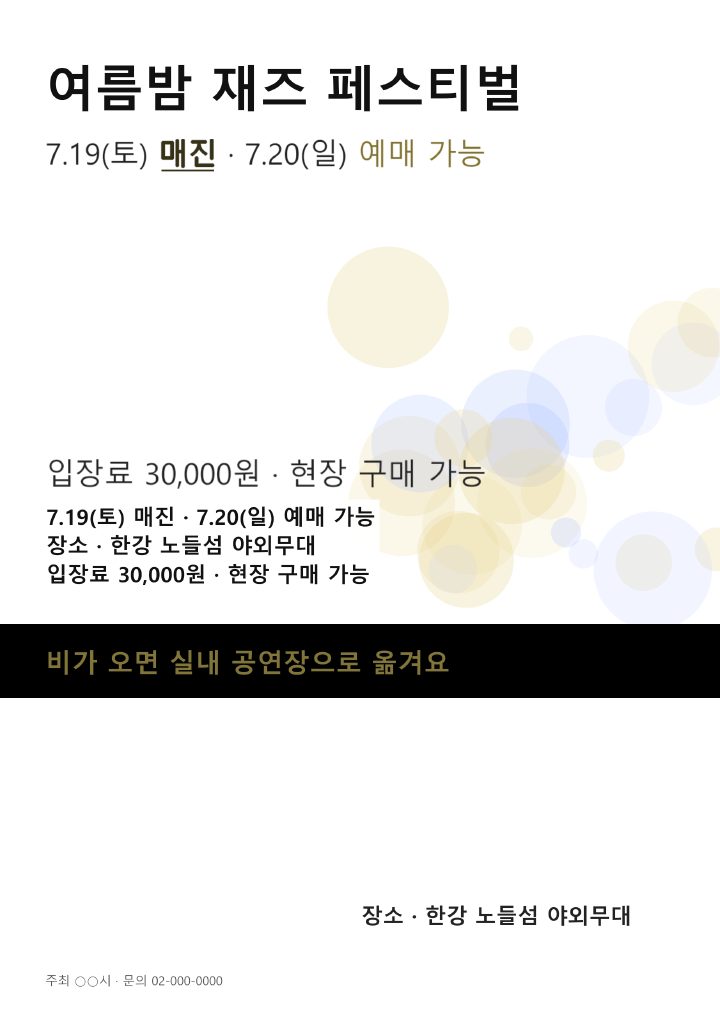 여름밤 재즈 페스티벌
7.19(토) 매진 · 7.20(일) 예매 가능
입장료 30,000원 · 현장 구매 가능
7.19(토) 매진 · 7.20(일) 예매 가능
장소 · 한강 노들섬 야외무대
입장료 30,000원 · 현장 구매 가능
비가 오면 실내 공연장으로 옮겨요
장소 · 한강 노들섬 야외무대
주최 ○○시 · 문의 02-000-0000